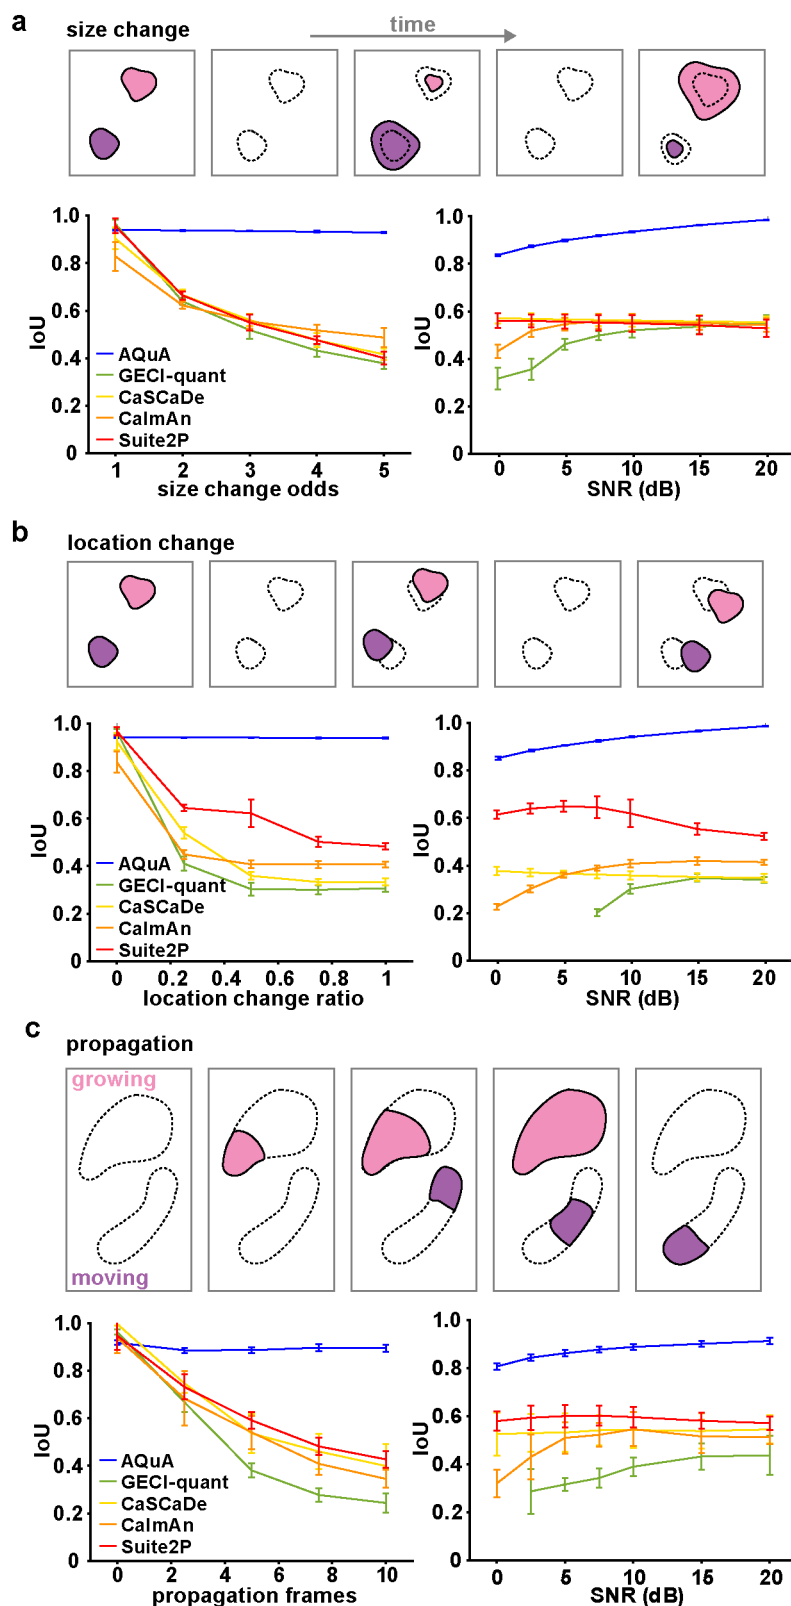 a
size change
time
1.0
0.8
0.6
0.4
0.2
0
IoU
AQuA
GECI-quant
CaSCaDe
CaImAn
Suite2P
1 2 3 4 5
size change odds
1.0
0.8
0.6
0.4
0.2
0
IoU
0 5 10 15 20
SNR (dB)
b
location change
1.0
0.8
0.6
0.4
0.2
0
IoU
AQuA
GECI-quant
CaSCaDe
CaImAn
Suite2P
0 0.2 0.4 0.6 0.8 1
location change ratio
1.0
0.8
0.6
0.4
0.2
0
IoU
0 5 10 15 20
SNR (dB)
c
propagation
growing
moving
1.0
0.8
0.6
0.4
0.2
0
IoU
AQuA
GECI-quant
CaSCaDe
CaImAn
Suite2P
0 2 4 6 8 10
propagation frames
1.0
0.8
0.6
0.4
0.2
0
IoU
0 5 10 15 20
SNR (dB)